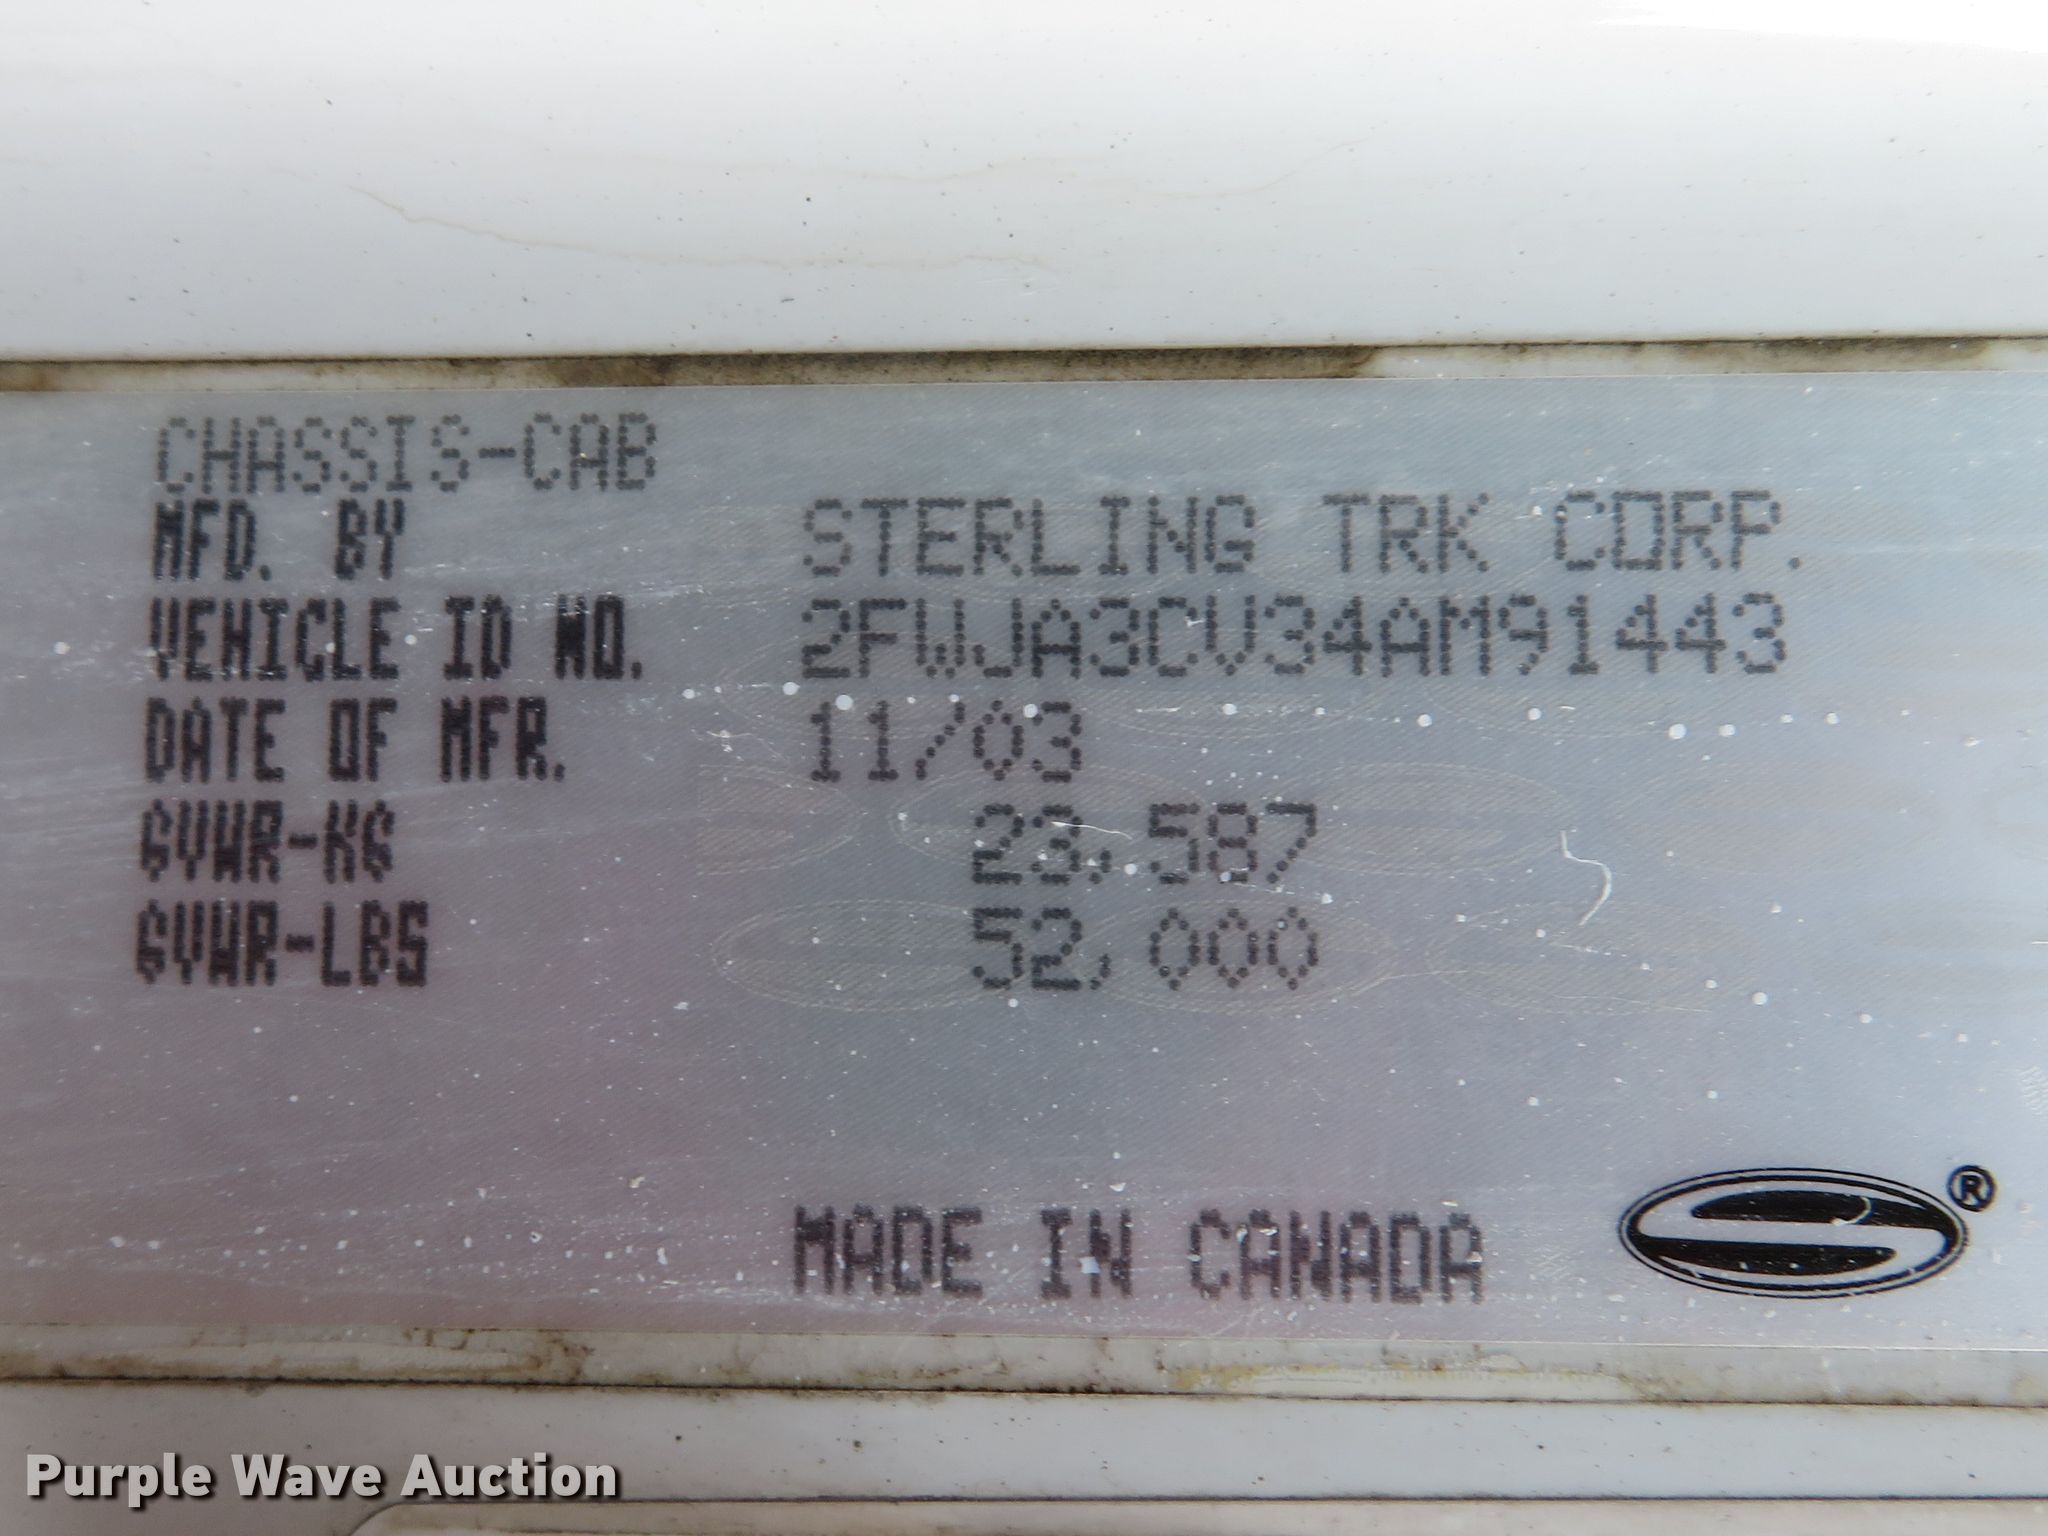 CHASSIS-CAB
MFD. BY STERLING TRK CORP.
VEHICLE ID NO. 2FWJA3CV34AM91443
DATE OF MFR. 11/03
GVWR-KG 23,587
GVWR-LBS 52,000
MADE IN CANADA
®
Purple Wave Auction